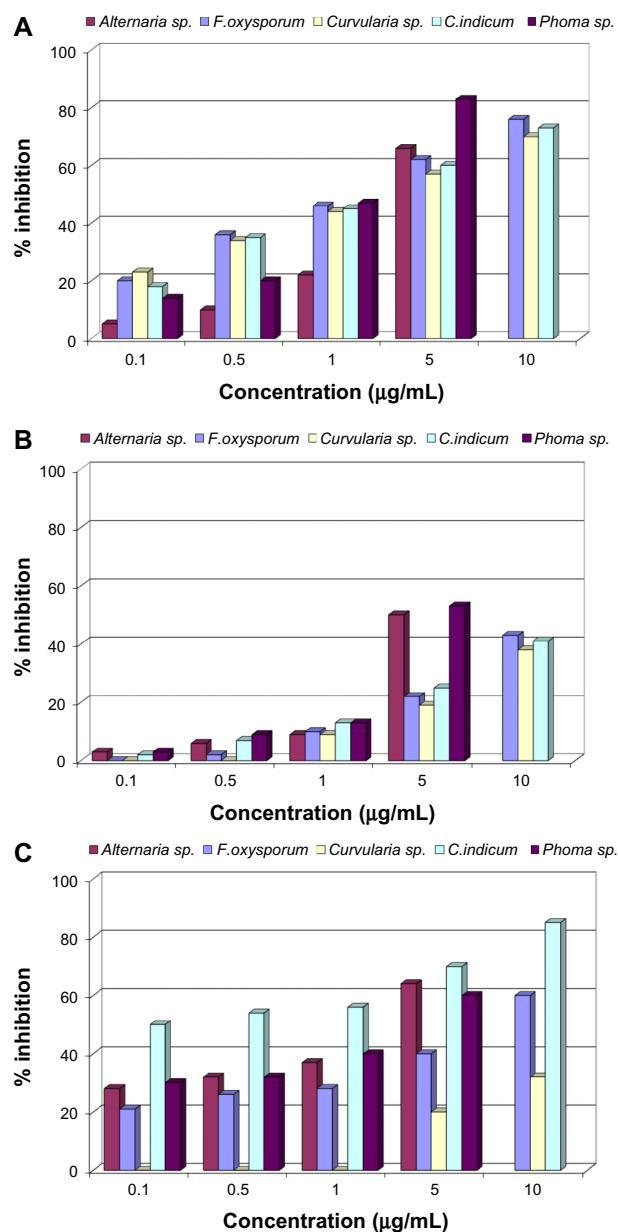 A
Alternaria sp. F.oxysporum Curvularia sp. C.indicum Phoma sp.
100
80
60
40
20
0
% inhibition
0.1 0.5 1 5 10
Concentration (µg/mL)
B
Alternaria sp. F.oxysporum Curvularia sp. C.indicum Phoma sp.
100
80
60
40
20
0
% inhibition
0.1 0.5 1 5 10
Concentration (µg/mL)
C
Alternaria sp. F.oxysporum Curvularia sp. C.indicum Phoma sp.
100
80
60
40
20
0
% inhibition
0.1 0.5 1 5 10
Concentration (µg/mL)